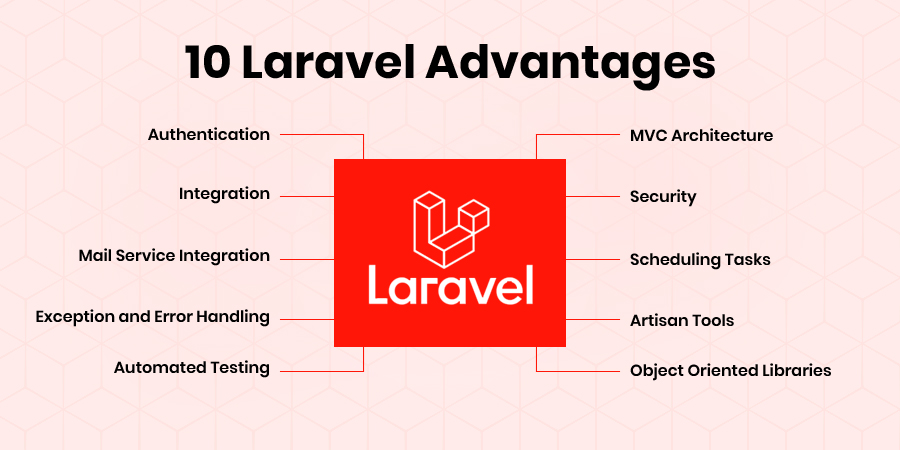 10 Laravel Advantages
Authentication
Integration
Mail Service Integration
Exception and Error Handling
Automated Testing
Laravel
MVC Architecture
Security
Scheduling Tasks
Artisan Tools
Object Oriented Libraries